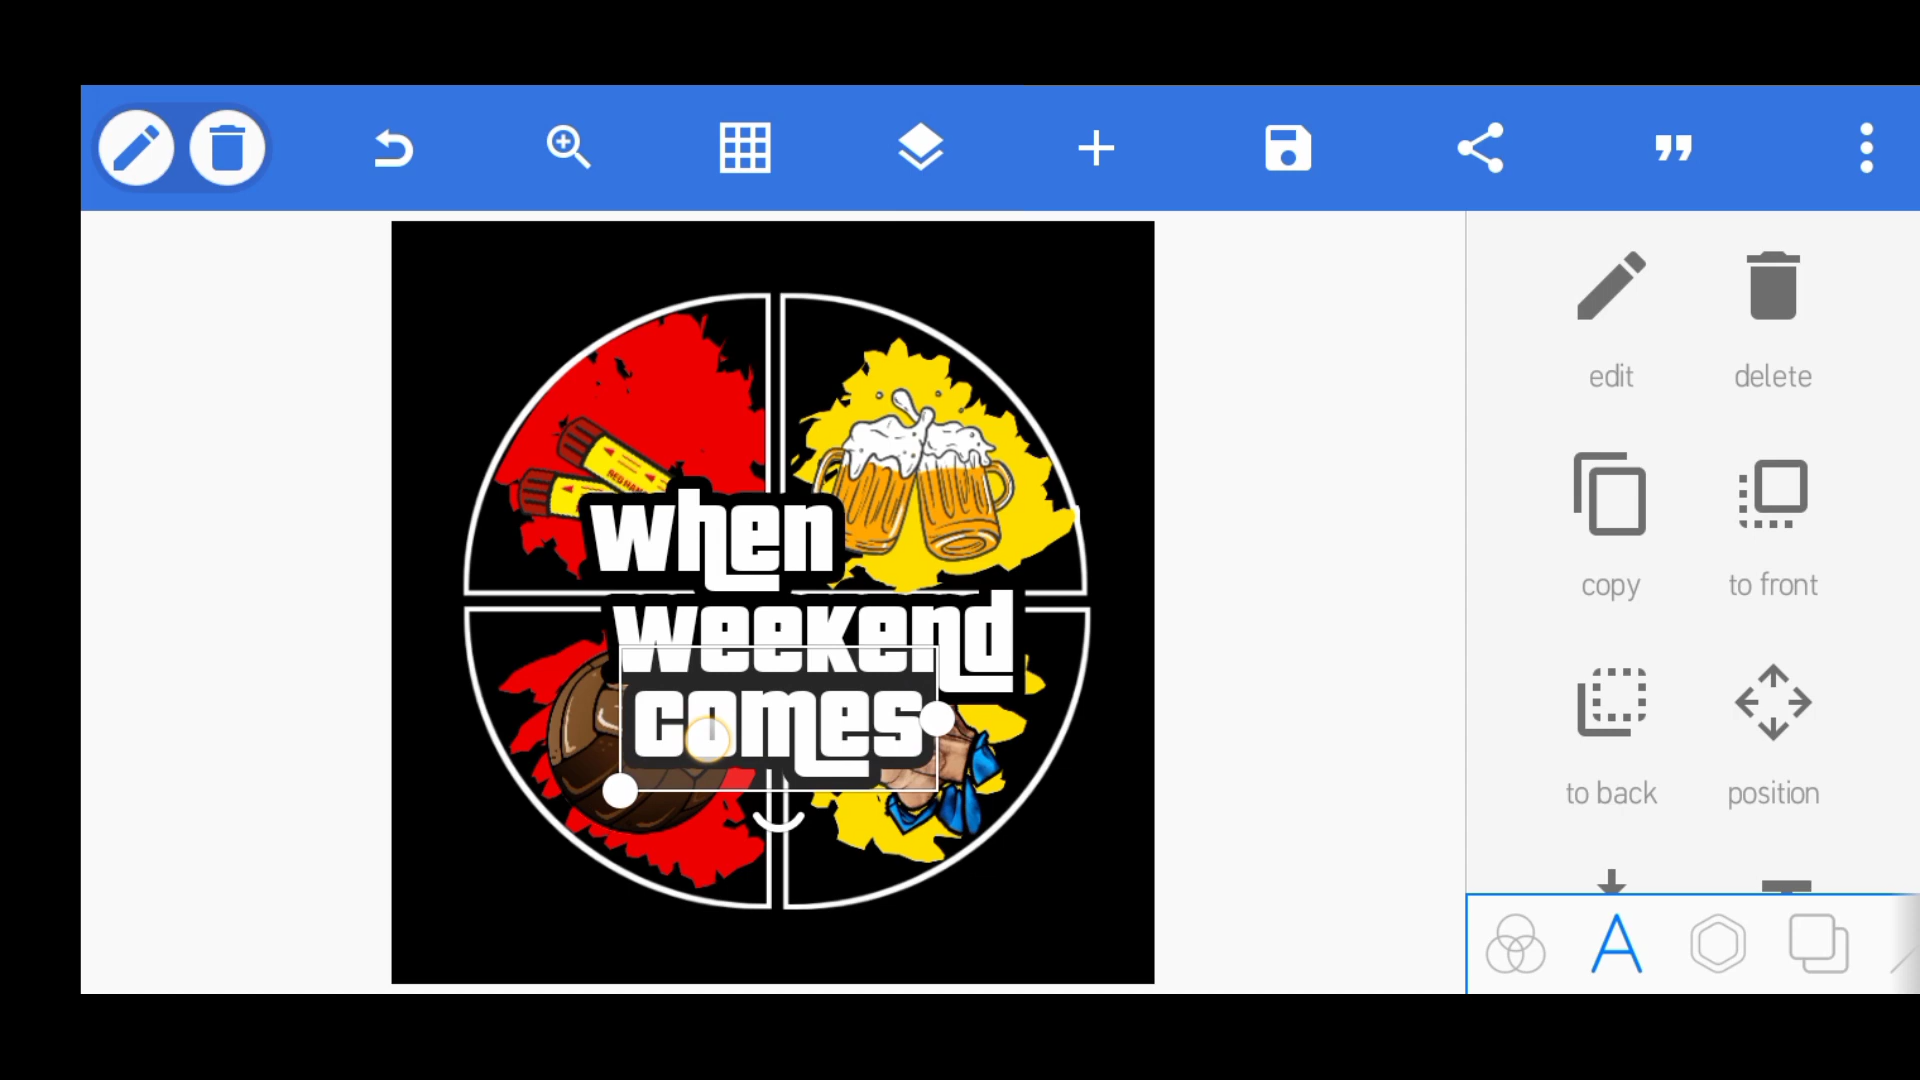 when
weekend
comes
edit
delete
copy
to front
to back
position